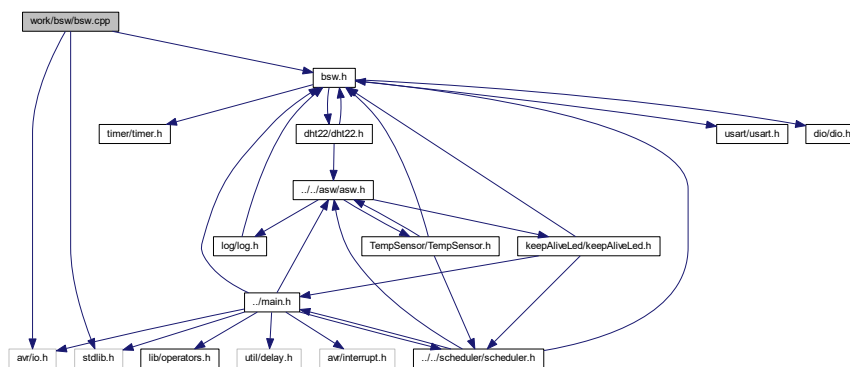 work/bsw/bsw.cpp
bsw.h
timer/timer.h
dht22/dht22.h
usart/usart.h
dio/dio.h
../../asw/asw.h
log/log.h
TempSensor/TempSensor.h
keepAliveLed/keepAliveLed.h
../main.h
avr/io.h
stdlib.h
lib/operators.h
util/delay.h
avr/interrupt.h
../../scheduler/scheduler.h